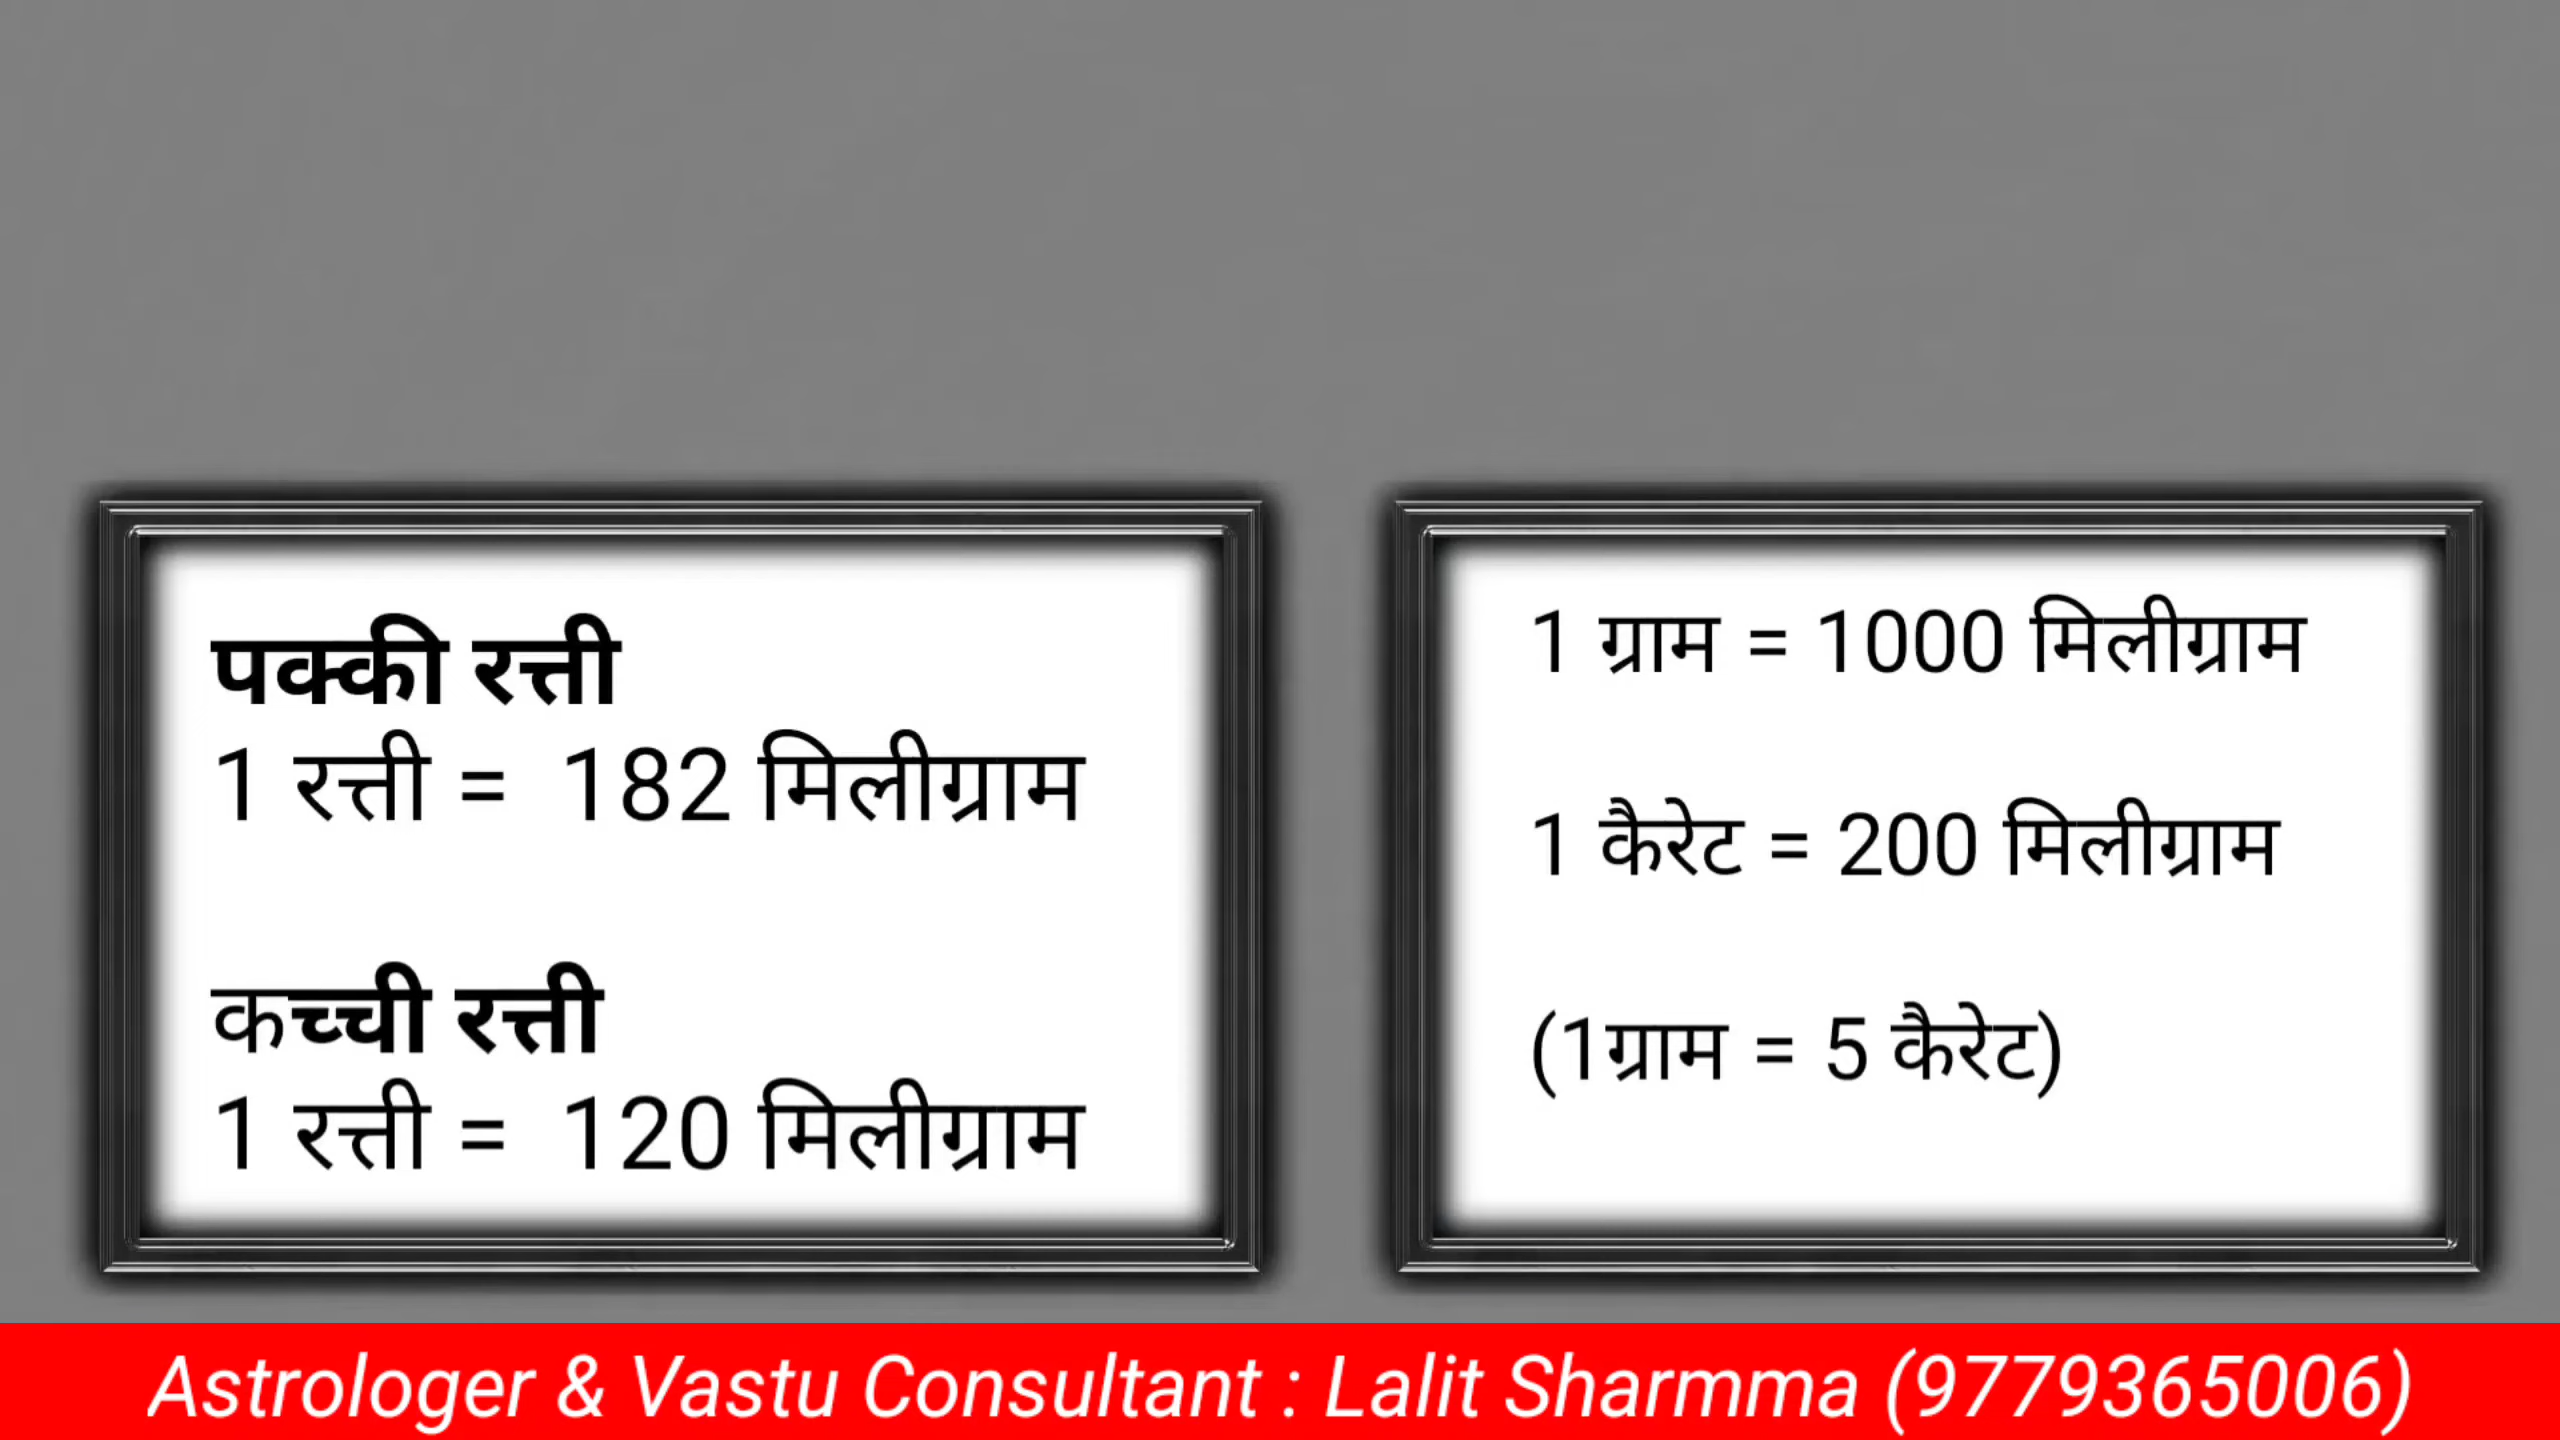 पक्की रत्ती
1 रत्ती = 182 मिलीग्राम
कच्ची रत्ती
1 रत्ती = 120 मिलीग्राम
1 ग्राम = 1000 मिलीग्राम
1 कैरेट = 200 मिलीग्राम
(1ग्राम = 5 कैरेट)
Astrologer & Vastu Consultant : Lalit Sharmma (9779365006)